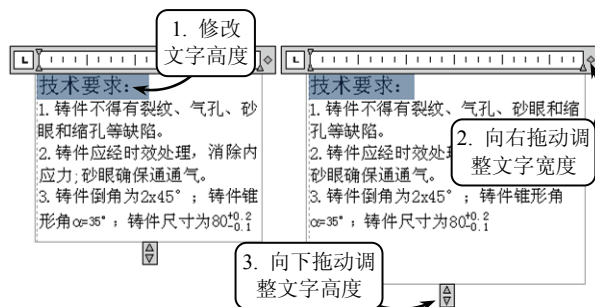 1. 修改
文字高度
技术要求：
1. 铸件不得有裂纹、气孔、砂
眼和缩孔等缺陷。
2. 铸件应经时效处理，消除内
应力;砂眼确保通通气。
3. 铸件倒角为2x45°；铸件锥
形角α=35°；铸件尺寸为80+0.2
-0.1
技术要求：
1. 铸件不得有裂纹、气孔、砂眼和缩
孔等缺陷。
2. 铸件应经时效处
砂眼确保通通气。
3. 铸件倒角为2x45°；铸件锥形角
α=35°；铸件尺寸为80+0.2
-0.1
2. 向右拖动调
整文字宽度
3. 向下拖动调
整文字高度